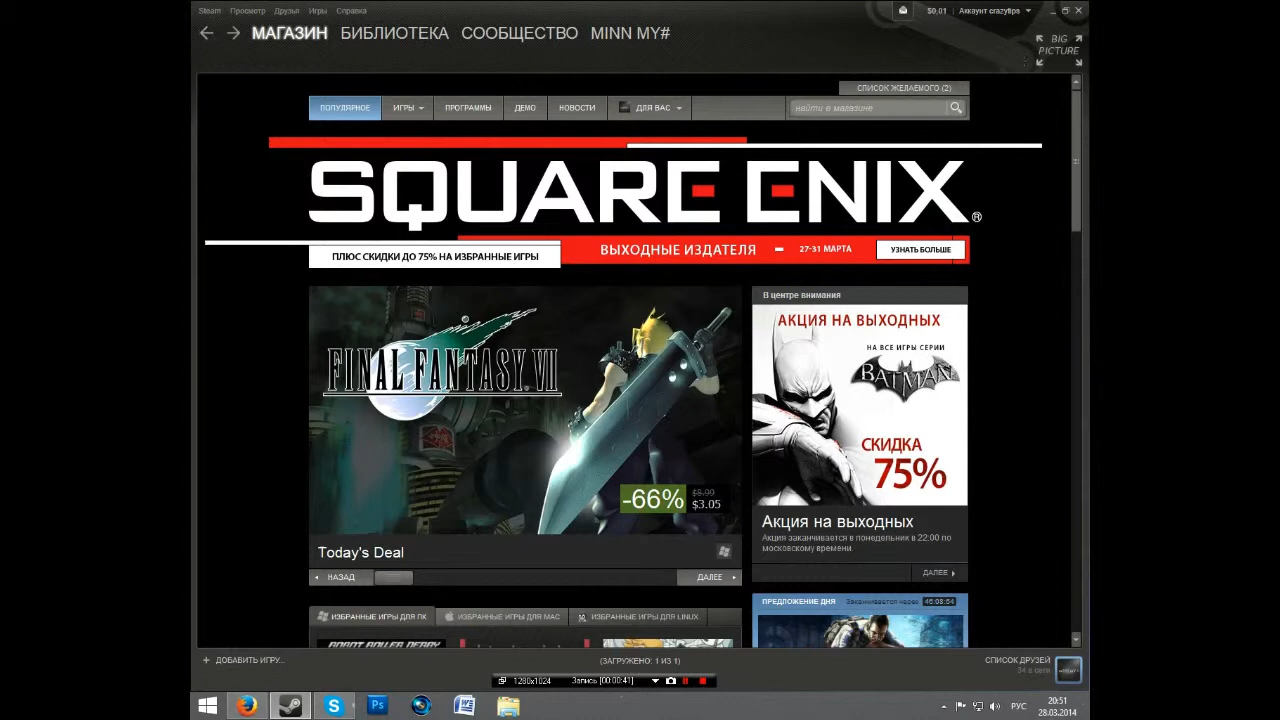 Steam Просмотр Друзья Игры Справка
$0,01 Аккаунт crazytips
МАГАЗИН БИБЛИОТЕКА СООБЩЕСТВО MINN MY#
BIG PICTURE
СПИСОК ЖЕЛАЕМОГО (2)
ПОПУЛЯРНОЕ ИГРЫ ПРОГРАММЫ ДЕМО НОВОСТИ ДЛЯ ВАС
найти в магазине
SQUARE ENIX®
ВЫХОДНЫЕ ИЗДАТЕЛЯ – 27-31 МАРТА УЗНАТЬ БОЛЬШЕ
ПЛЮС СКИДКИ ДО 75% НА ИЗБРАННЫЕ ИГРЫ
FINAL FANTASY VII
-66% $8.99
$3.05
Today's Deal
НАЗАД ДАЛЕЕ
В центре внимания
АКЦИЯ НА ВЫХОДНЫХ
НА ВСЕ ИГРЫ СЕРИИ
BATMAN
СКИДКА
75%
Акция на выходных
Акция заканчивается в понедельник в 22:00 по
московскому времени.
ДАЛЕЕ
ИЗБРАННЫЕ ИГРЫ ДЛЯ ПК ИЗБРАННЫЕ ИГРЫ ДЛЯ MAC ИЗБРАННЫЕ ИГРЫ ДЛЯ LINUX
ПРЕДЛОЖЕНИЕ ДНЯ Заканчивается через
+ ДОБАВИТЬ ИГРУ...
(ЗАГРУЖЕНО: 1 ИЗ 1)
СПИСОК ДРУЗЕЙ
34 в сети
1280x1024 Запись [00:00:41]
Ps
РУС
20:51
28.03.2014